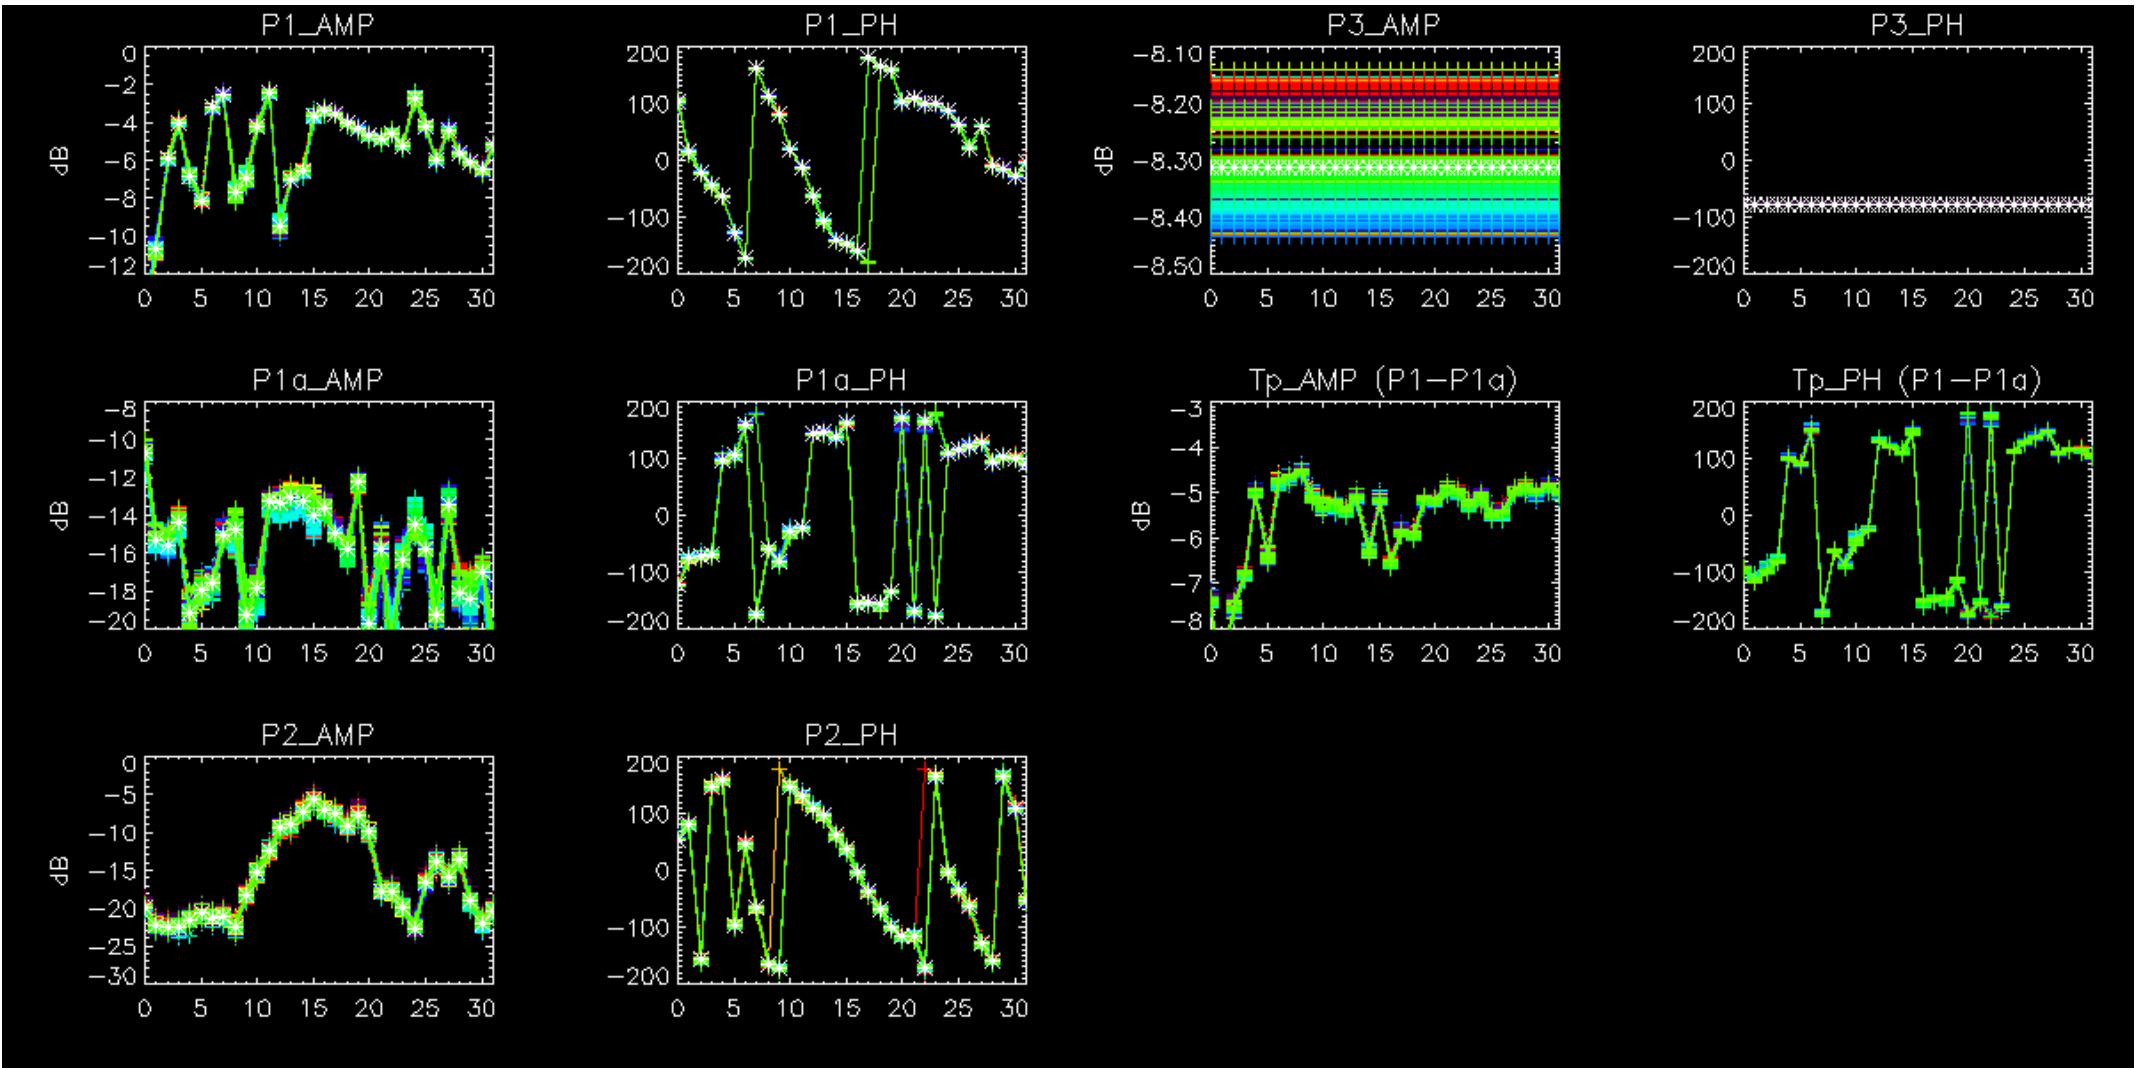 P1_AMP P1_PH P3_AMP P3_PH
0 200 -8.10 200
-2
100 -8.20 100
-4
dB -6 0 dB -8.30 0
-8
-100 -8.40 -100
-10
-12 -200 -8.50 -200
0 5 10 15 20 25 30 0 5 10 15 20 25 30 0 5 10 15 20 25 30 0 5 10 15 20 25 30
P1a_AMP P1a_PH Tp_AMP (P1-P1a) Tp_PH (P1-P1a)
-8 200 -3 200
-10
100 -4 100
-12
dB -14 0 dB -5 0
-16 -6
-100 -100
-18 -7
-20 -200 -8 -200
0 5 10 15 20 25 30 0 5 10 15 20 25 30 0 5 10 15 20 25 30 0 5 10 15 20 25 30
P2_AMP P2_PH
0 200
-5
100
-10
dB -15 0
-20
-100
-25
-30 -200
0 5 10 15 20 25 30 0 5 10 15 20 25 30